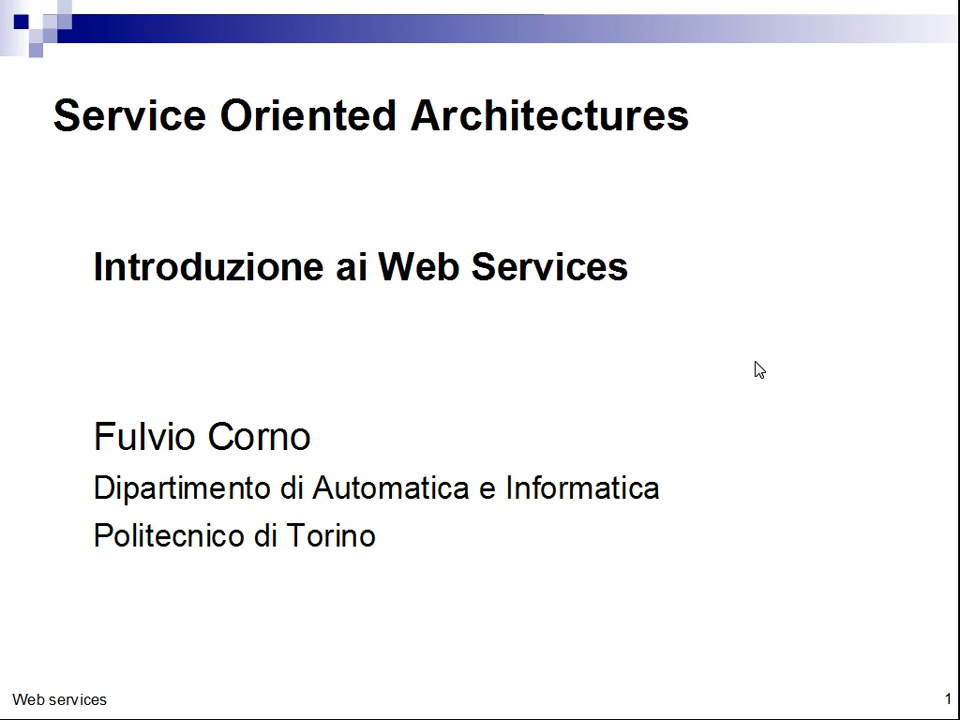 Service Oriented Architectures
Introduzione ai Web Services
Fulvio Corno
Dipartimento di Automatica e Informatica
Politecnico di Torino
Web services
1